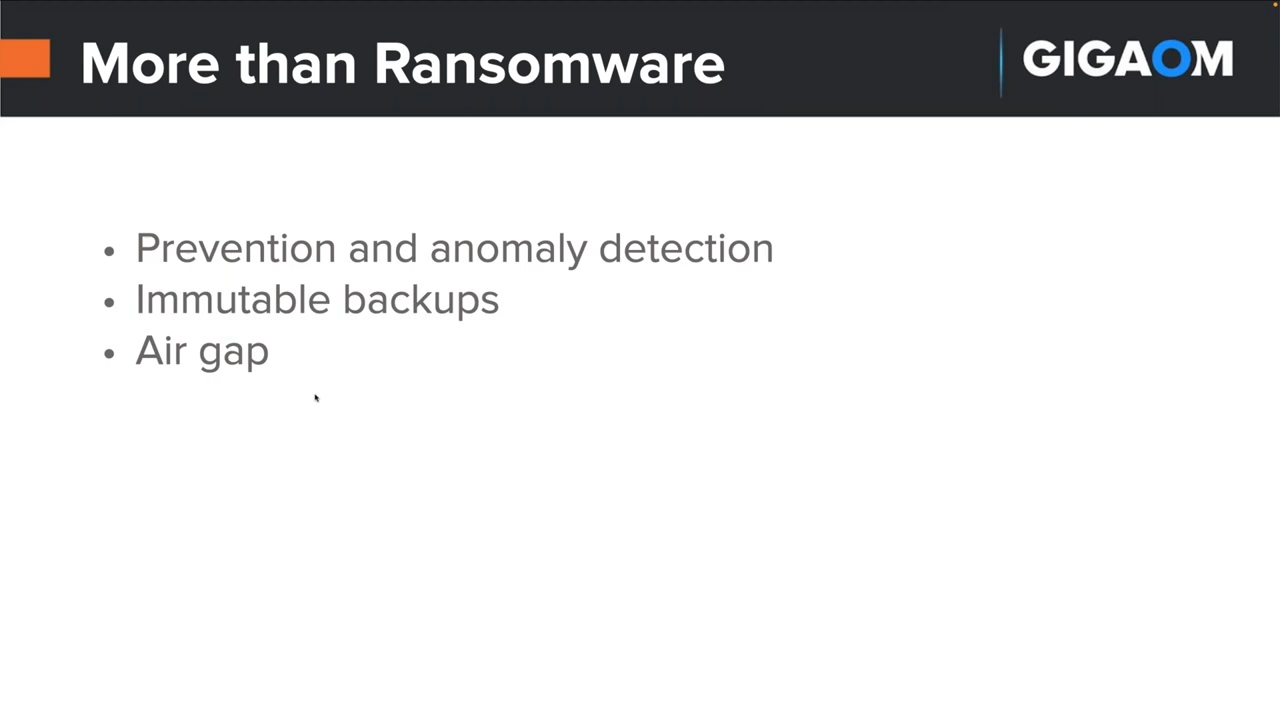 More than Ransomware
GIGAOM
• Prevention and anomaly detection
• Immutable backups
• Air gap